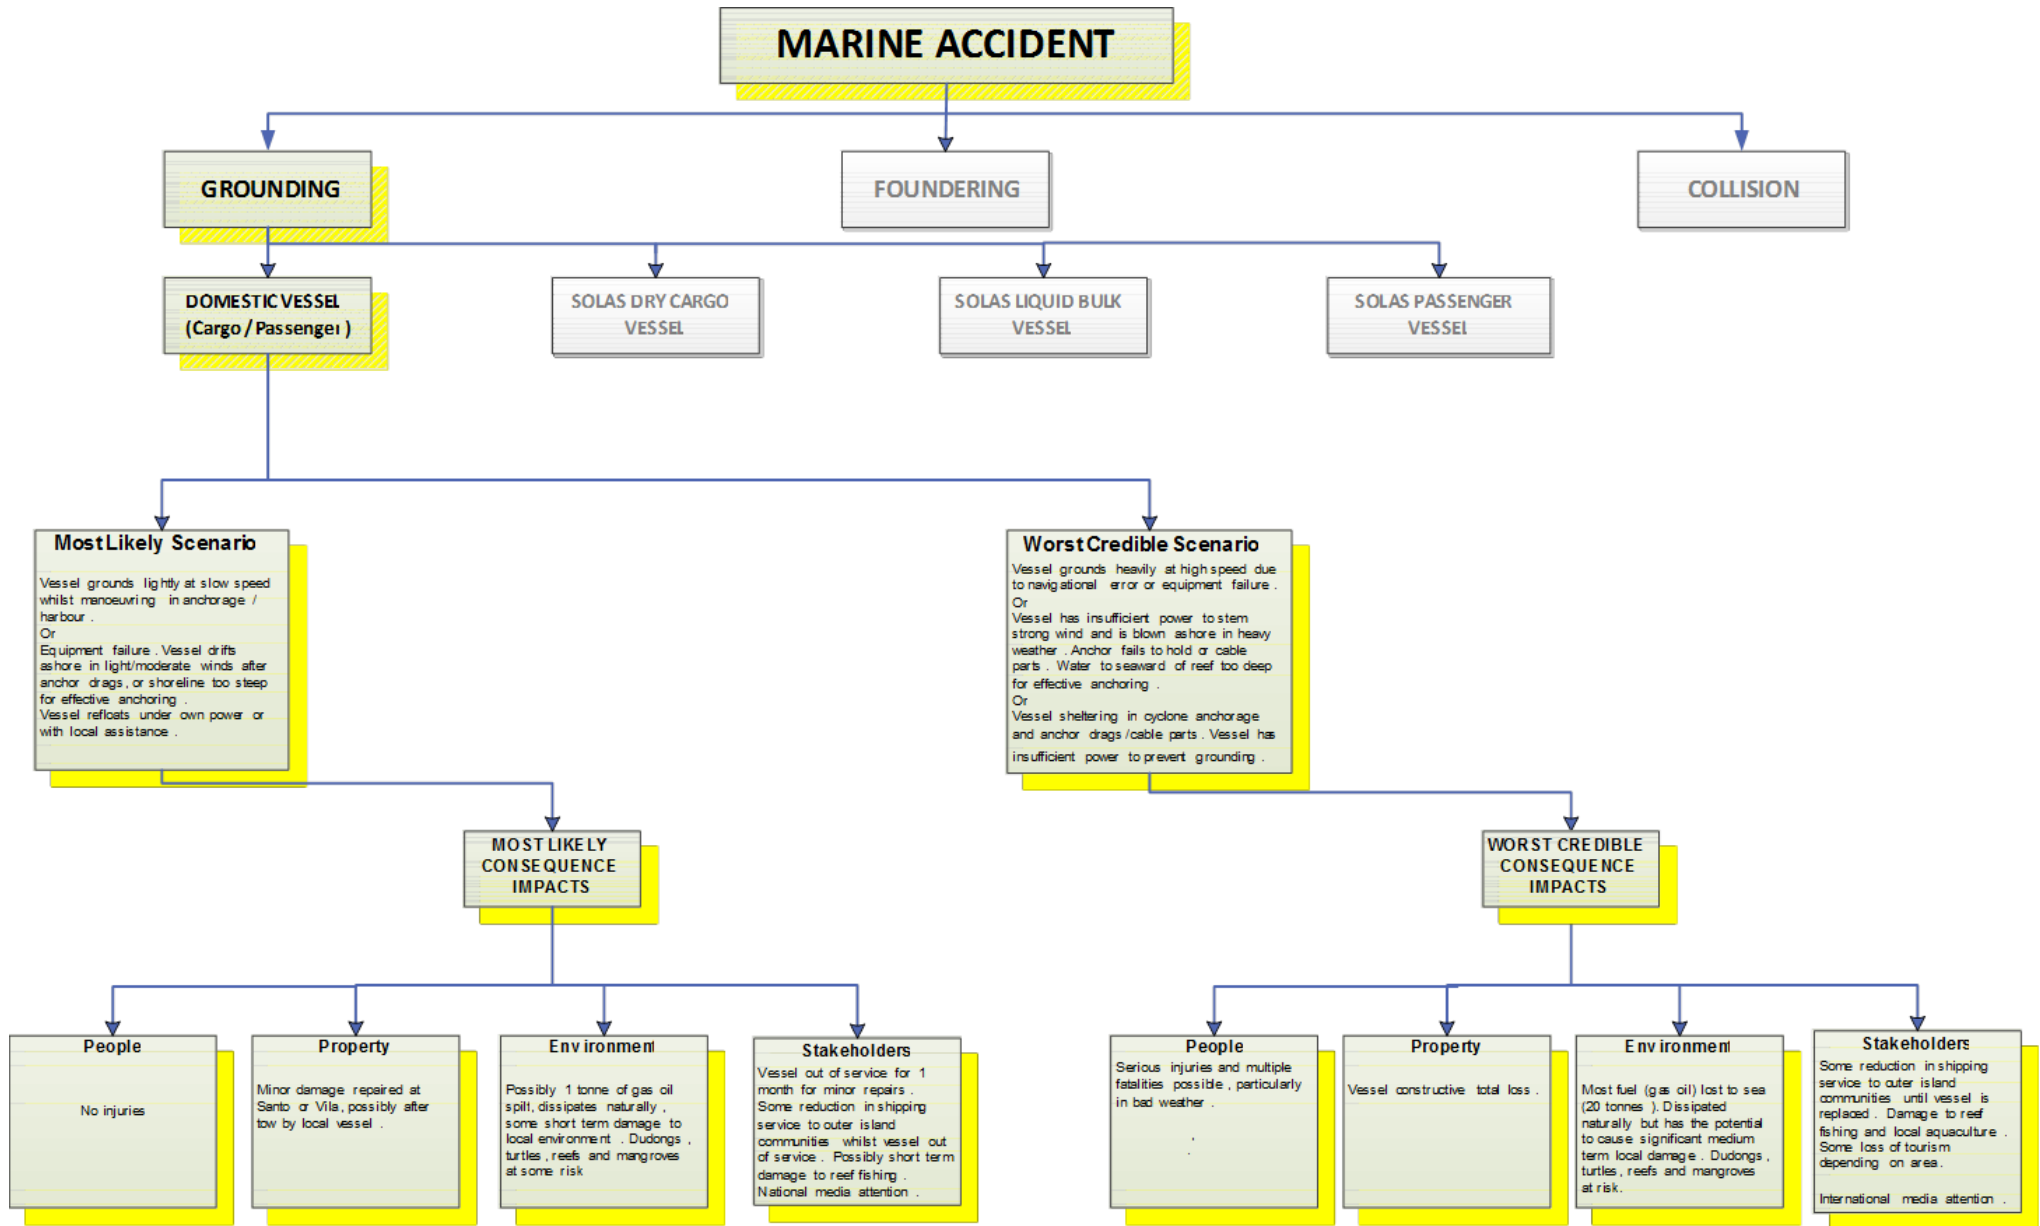 MARINE ACCIDENT
GROUNDING
FOUNDERING
COLLISION
DOMESTIC VESSEL
(Cargo / Passenger )
SOLAS DRY CARGO
VESSEL
SOLAS LIQUID BULK
VESSEL
SOLAS PASSENGER
VESSEL
Most Likely Scenario
Vessel grounds lightly at slow speed
whilst manoeuvring in anchorage /
harbour .
Or
Equipment failure . Vessel drifts
ashore in light/moderate winds after
anchor drags, or shoreline too steep
for effective anchoring .
Vessel refloats under own power or
with local assistance .
Worst Credible Scenario
Vessel grounds heavily at high speed due
to navigational error or equipment failure .
Or
Vessel has insufficient power to stem
strong wind and is blown ashore in heavy
weather . Anchor fails to hold or cable
parts . Water to seaward of reef too deep
for effective anchoring .
Or
Vessel sheltering in cyclone anchorage
and anchor drags /cable parts . Vessel has
insufficient power to prevent grounding .
MOST LIKELY
CONSEQUENCE
IMPACTS
WORST CREDIBLE
CONSEQUENCE
IMPACTS
People
No injuries
Property
Minor damage repaired at
Santo or Vila, possibly after
tow by local vessel .
Environment
Possibly 1 tonne of gas oil
spill, dissipates naturally ,
some short term damage to
local environment . Dudongs ,
turtles, reefs and mangroves
at some risk
Stakeholders
Vessel out of service for 1
month for minor repairs .
Some reduction in shipping
service to outer island
communities whilst vessel out
of service . Possibly short term
damage to reef fishing .
National media attention .
People
Serious injuries and multiple
fatalities possible , particularly
in bad weather .
,
.
Property
Vessel constructive total loss .
Environment
Most fuel (gas oil) lost to sea
(20 tonnes ). Dissipated
naturally but has the potential
to cause significant medium
term local damage . Dudongs ,
turtles, reefs and mangroves
at risk.
Stakeholders
Some reduction in shipping
service to outer island
communities until vessel is
replaced . Damage to reef
fishing and local aquaculture .
Some loss of tourism
depending on area.
International media attention .